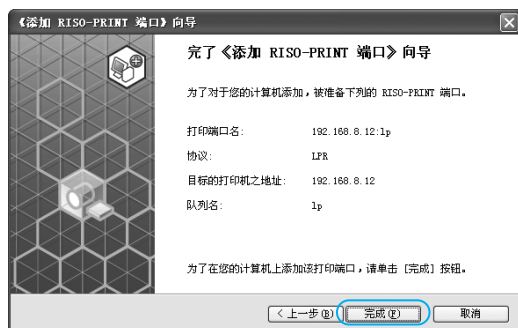 《添加 RISO-PRINT 端口》向导
完了《添加 RISO-PRINT 端口》向导
为了对于您的计算机添加，被准备下列的 RISO-PRINT 端口。
打印端口名： 192.168.8.12:lp
协议： LPR
目标的打印机之地址： 192.168.8.12
队列名： lp
为了在您的计算机上添加该打印端口，请单击 [完成] 按钮。
< 上一步(B) 完成(F) 取消